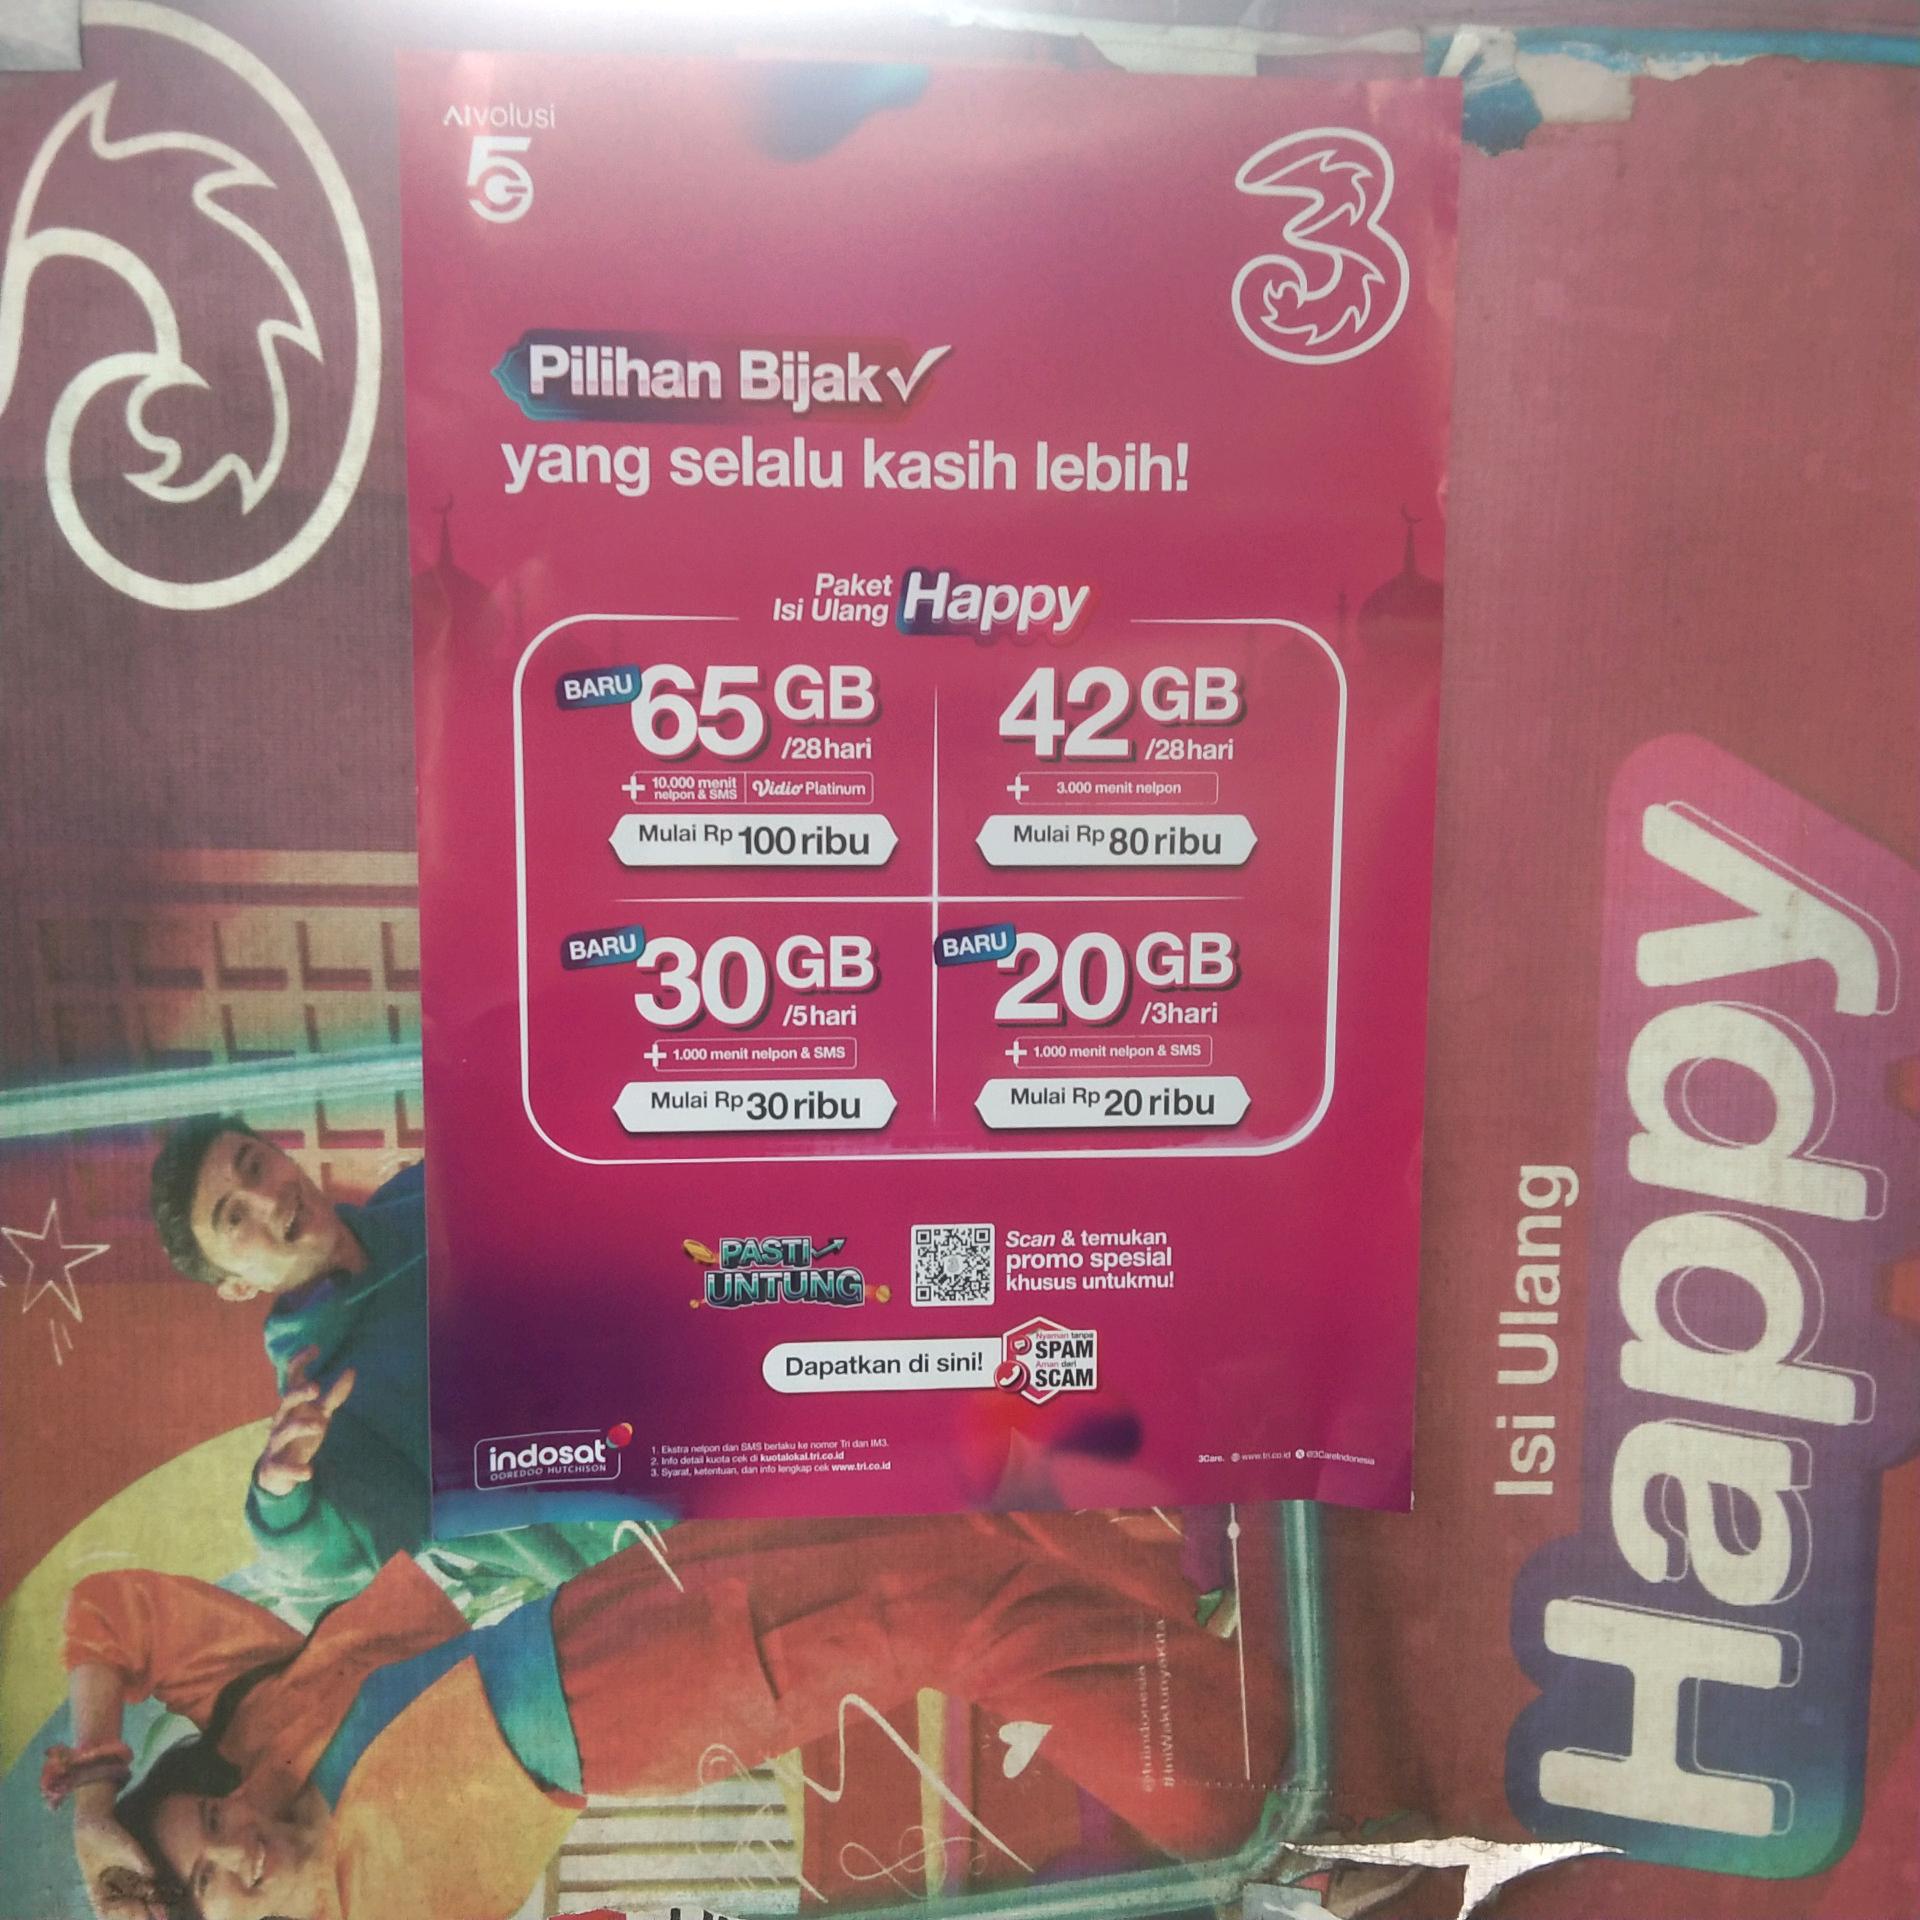 AIvolusi
5G
3
Pilihan Bijak
yang selalu kasih lebih!
Paket
Isi Ulang
Happy
BARU
65 GB
/28hari
+ 10.000 menit
nelpon & SMS
Vidio Platinum
Mulai Rp 100 ribu
42 GB
/28hari
+ 3.000 menit nelpon
Mulai Rp 80 ribu
BARU
30 GB
/5hari
+ 1.000 menit nelpon & SMS
Mulai Rp 30 ribu
BARU
20 GB
/3hari
+ 1.000 menit nelpon & SMS
Mulai Rp 20 ribu
PASTI
UNTUNG
Scan & temukan
promo spesial
khusus untukmu!
Dapatkan di sini!
Nyaman tanpa
SPAM
Aman dari
SCAM
indosat
OOREDOO HUTCHISON
1. Ekstra nelpon dan SMS berlaku ke nomor Tri dan IM3.
2. Info detail kuota cek di kuotalokal.tri.co.id
3. Syarat, ketentuan, dan info lengkap cek www.tri.co.id
3Care. www.tri.co.id @3CareIndonesia
Isi Ulang
Happy
@triindonesia